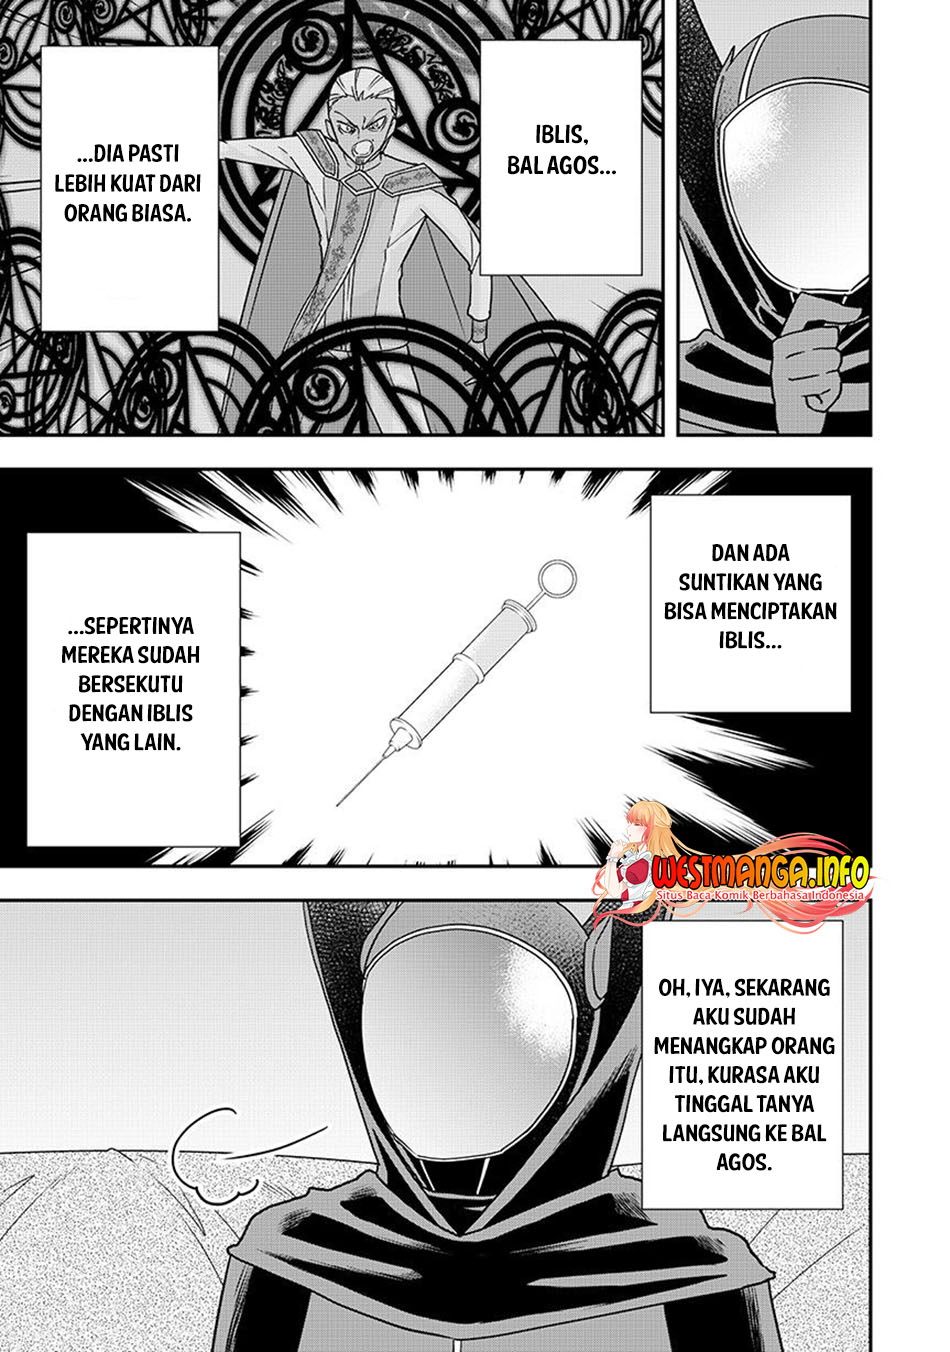 IBLIS,
BAL AGOS...
...DIA PASTI
LEBIH KUAT DARI
ORANG BIASA.
DAN ADA
SUNTIKAN YANG
BISA MENCIPTAKAN
IBLIS...
...SEPERTINYA
MEREKA SUDAH
BERSEKUTU
DENGAN IBLIS
YANG LAIN.
WESTMANGA.INFO
Situs Baca Komik Berbahasa Indonesia
OH, IYA, SEKARANG
AKU SUDAH
MENANGKAP ORANG
ITU, KURASA AKU
TINGGAL TANYA
LANGSUNG KE BAL
AGOS.